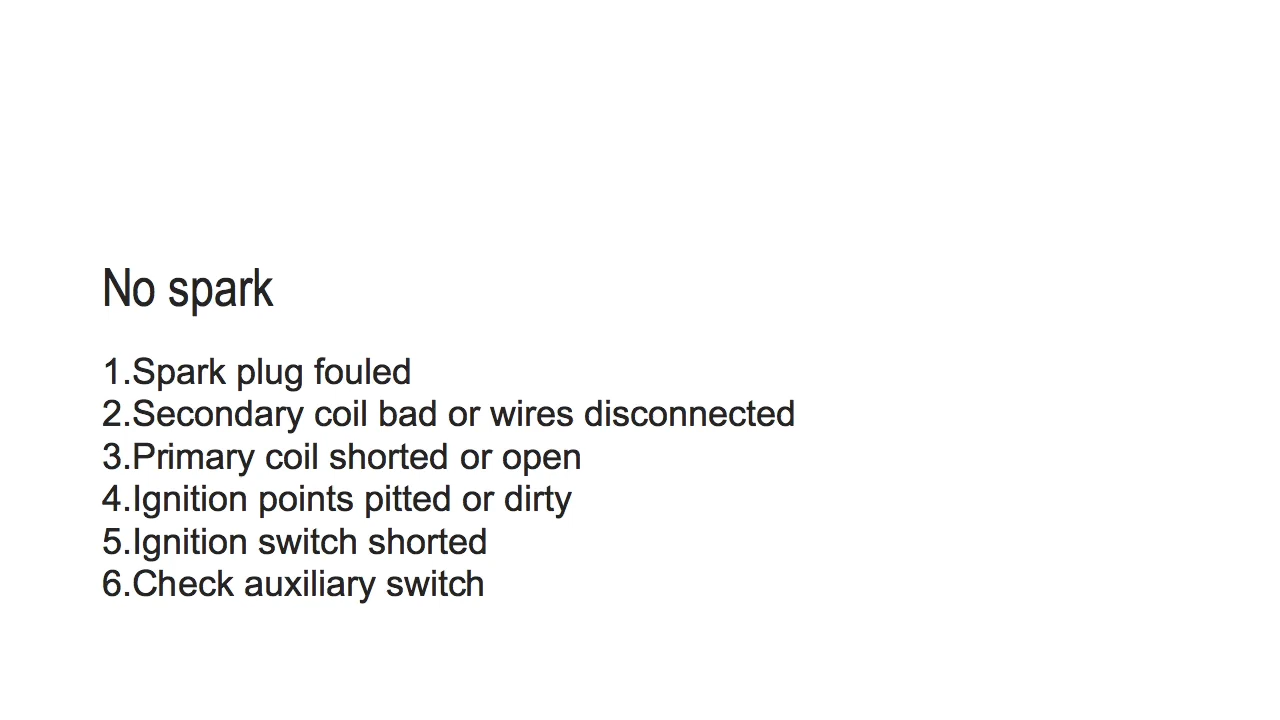 No spark
1.Spark plug fouled
2.Secondary coil bad or wires disconnected
3.Primary coil shorted or open
4.Ignition points pitted or dirty
5.Ignition switch shorted
6.Check auxiliary switch